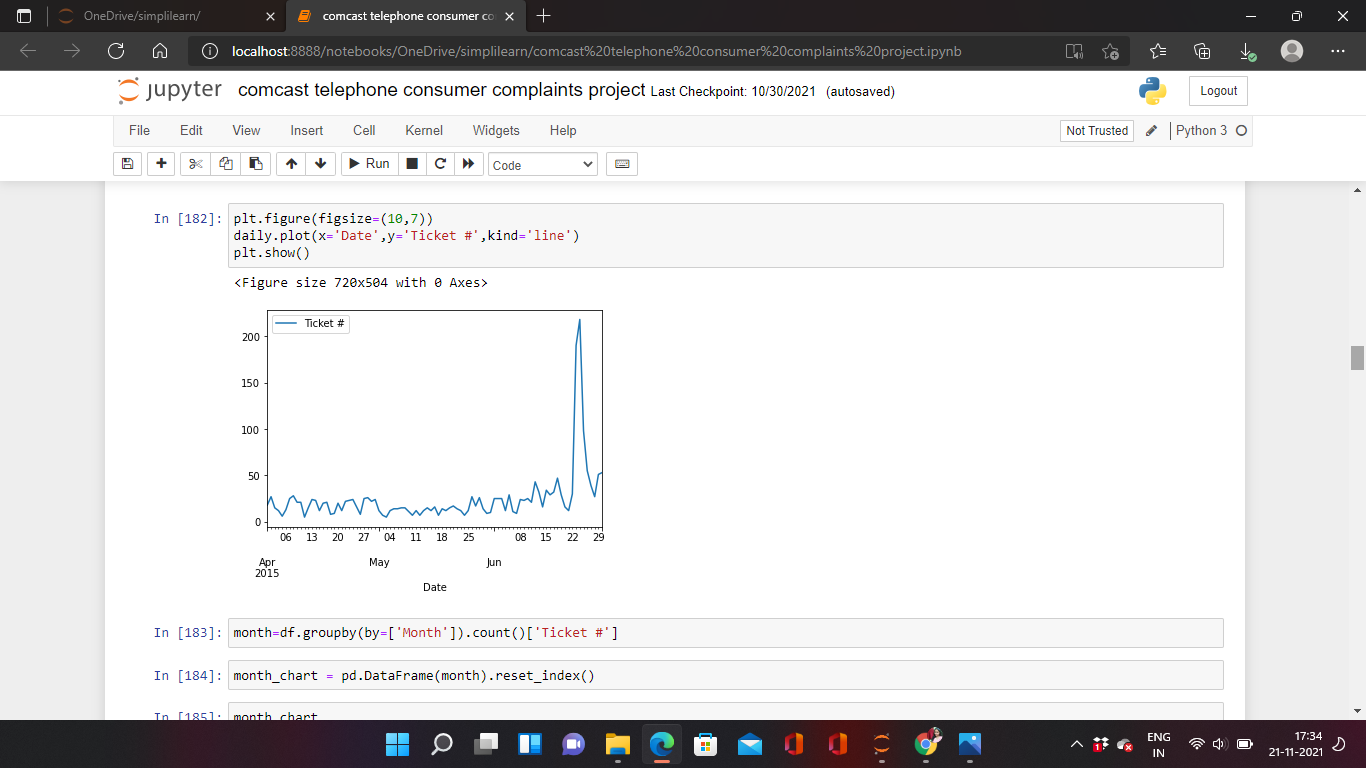 OneDrive/simplilearn/
comcast telephone consumer co
localhost:8888/notebooks/OneDrive/simplilearn/comcast%20telephone%20consumer%20complaints%20project.ipynb
jupyter comcast telephone consumer complaints project Last Checkpoint: 10/30/2021 (autosaved)
Logout
File Edit View Insert Cell Kernel Widgets Help
Not Trusted
Python 3
Run
Code
In [182]: plt.figure(figsize=(10,7))
daily.plot(x='Date',y='Ticket #',kind='line')
plt.show()
<Figure size 720x504 with 0 Axes>
Ticket #
200
150
100
50
0
06 13 20 27 04 11 18 25 08 15 22 29
Apr May Jun
2015
Date
In [183]: month=df.groupby(by=['Month']).count()['Ticket #']
In [184]: month_chart = pd.DataFrame(month).reset_index()
In [185]: month_chart
1
ENG
IN
17:34
21-11-2021